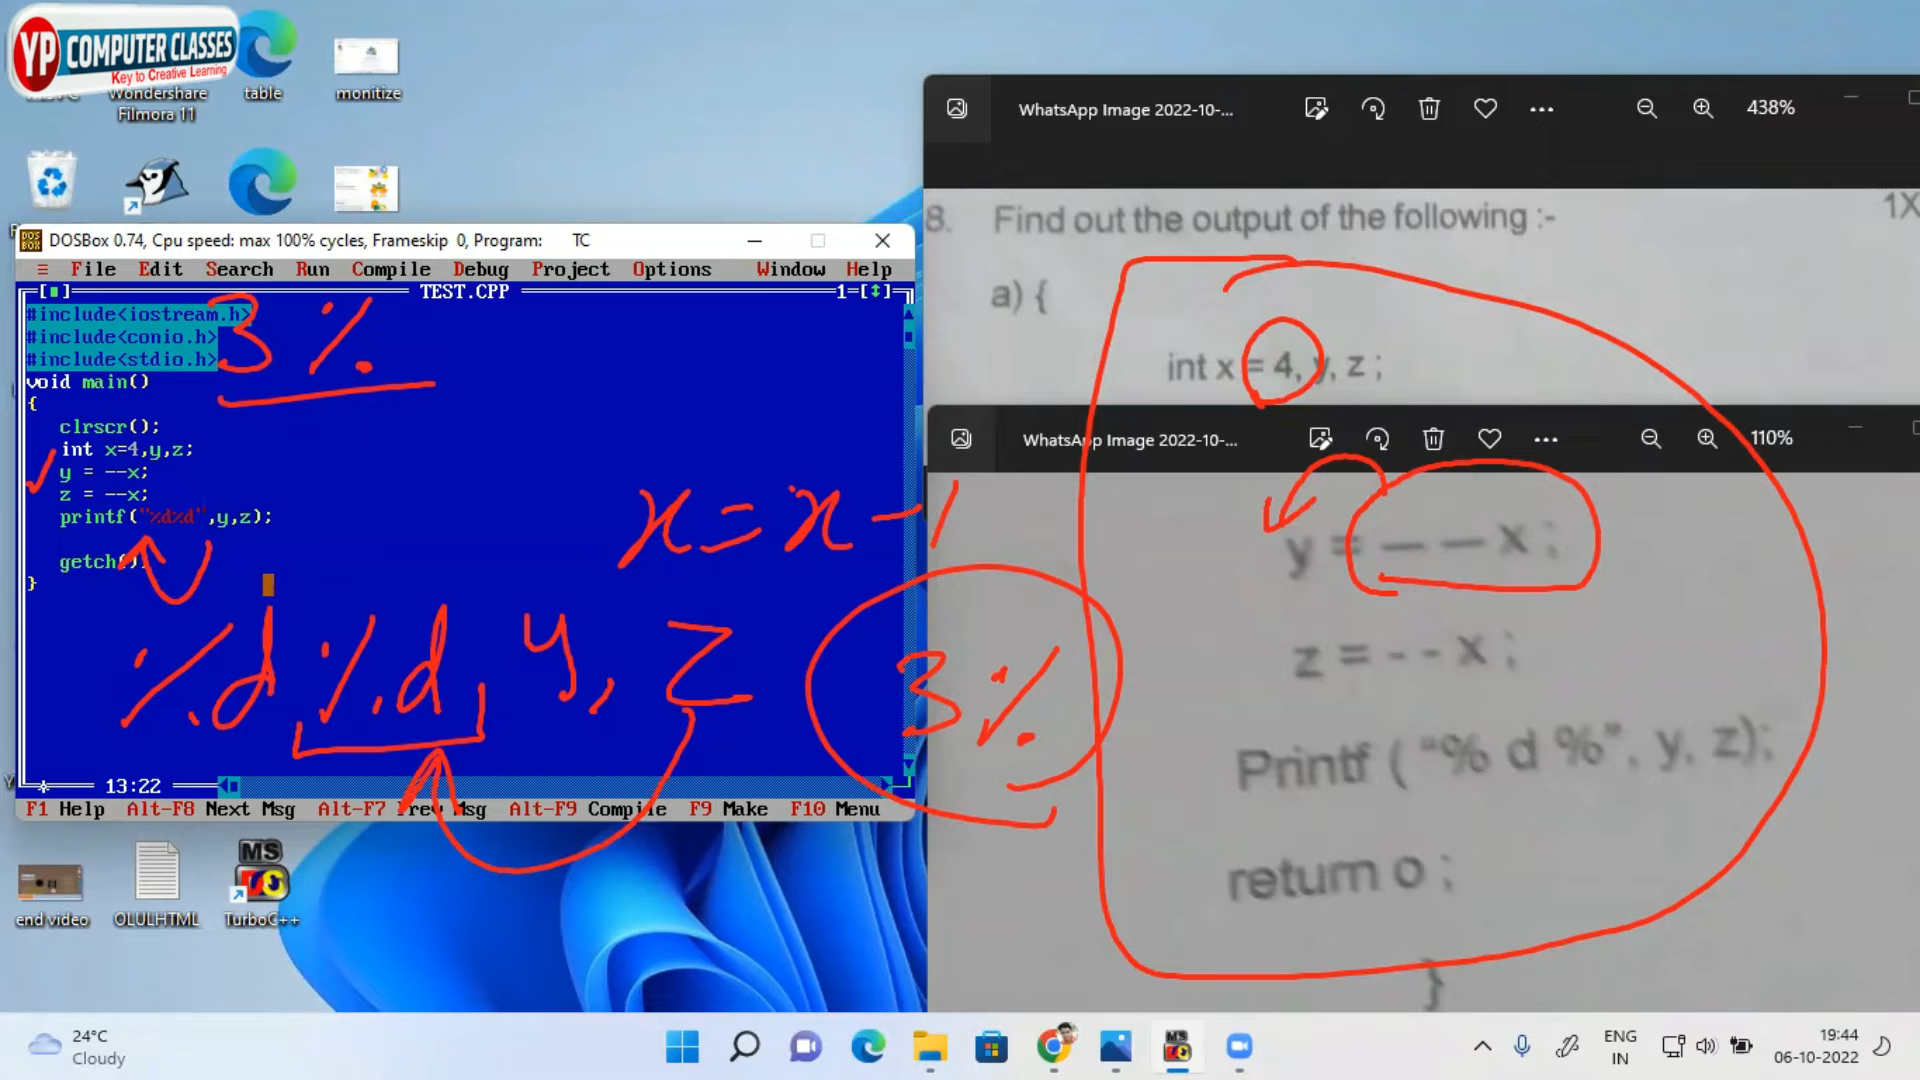 YP COMPUTER CLASSES
Key to Creative Learning
Wondershare
Filmora 11
table
monitize
DOSBox 0.74, Cpu speed: max 100% cycles, Frameskip 0, Program: TC
File Edit Search Run Compile Debug Project Options Window Help
TEST.CPP
1=[↕]
#include<iostream.h>
#include<conio.h>
#include<stdio.h>
void main()
{
clrscr();
int x=4,y,z;
y = --x;
z = --x;
printf("%d%d",y,z);
getch
}
3 %
x = x - 1
%d %d, y, z
3%
13:22
F1 Help Alt-F8 Next Msg Alt-F7 Prev Msg Alt-F9 Compile F9 Make F10 Menu
end video
OLULHTML
TurboC++
WhatsApp Image 2022-10-...
438%
8. Find out the output of the following :-
1X
a) {
int x = 4, y, z ;
WhatsApp Image 2022-10-...
110%
y = — — x ;
z = - - x ;
Printf ( "% d %", y, z);
return o ;
}
24°C
Cloudy
ENG
IN
19:44
06-10-2022